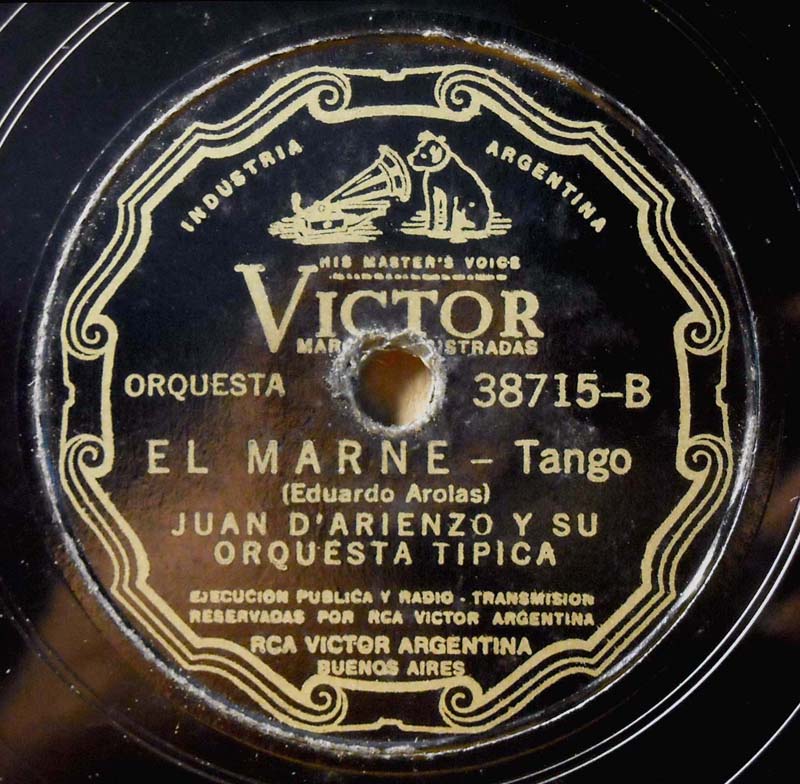 INDUSTRIA ARGENTINA
HIS MASTER'S VOICE
VICTOR
ORQUESTA 38715-B
EL MARNE - Tango
(Eduardo Arolas)
JUAN D'ARIENZO Y SU
ORQUESTA TIPICA
EJECUCION PUBLICA Y RADIO - TRANSMISION
RESERVADAS POR RCA VICTOR ARGENTINA
RCA VICTOR ARGENTINA
BUENOS AIRES